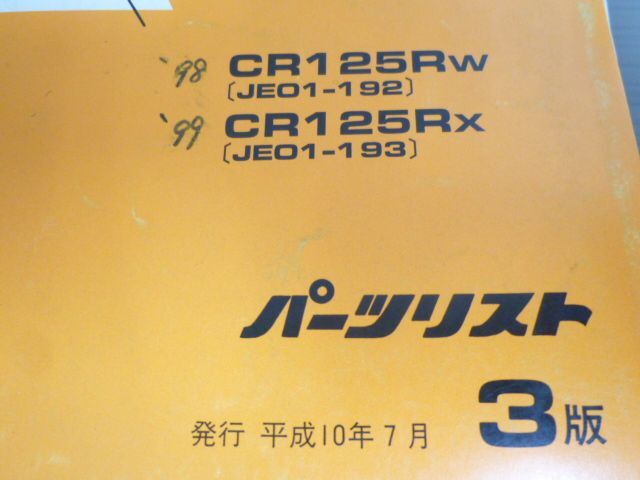 '98 CR125RW
〔JE01-192〕
'99 CR125RX
〔JE01-193〕
パーツリスト
3版
発行 平成10年7月